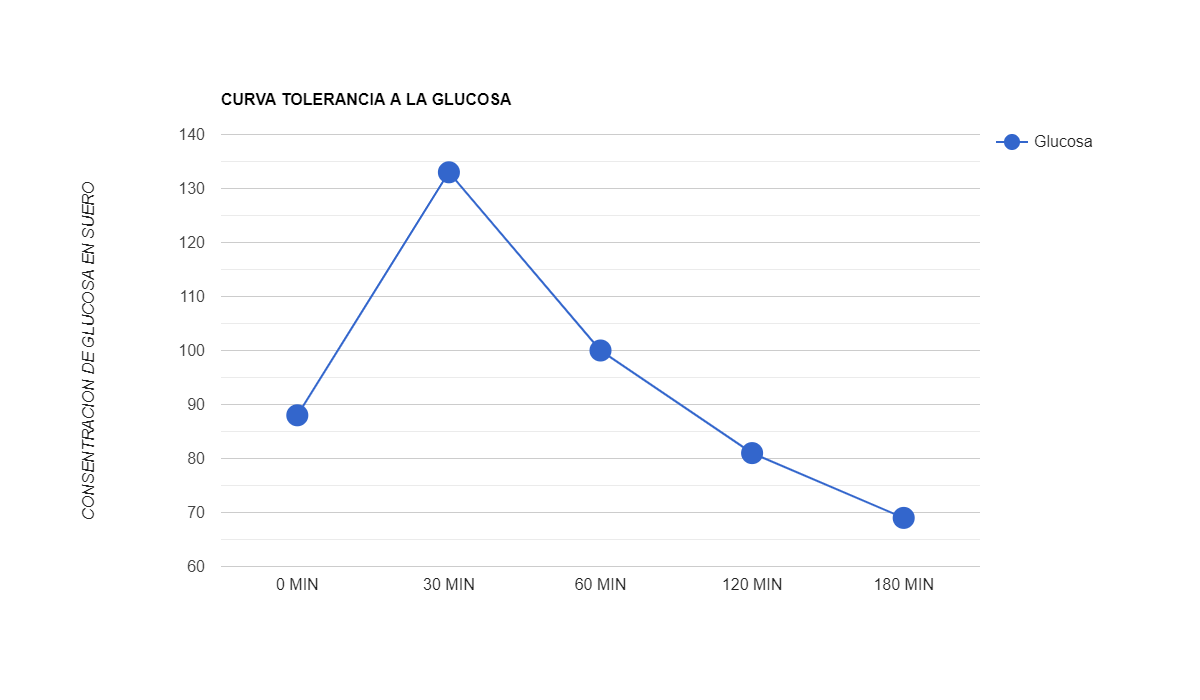 CURVA TOLERANCIA A LA GLUCOSA
Glucosa
CONSENTRACION DE GLUCOSA EN SUERO
140
130
120
110
100
90
80
70
60
0 MIN
30 MIN
60 MIN
120 MIN
180 MIN